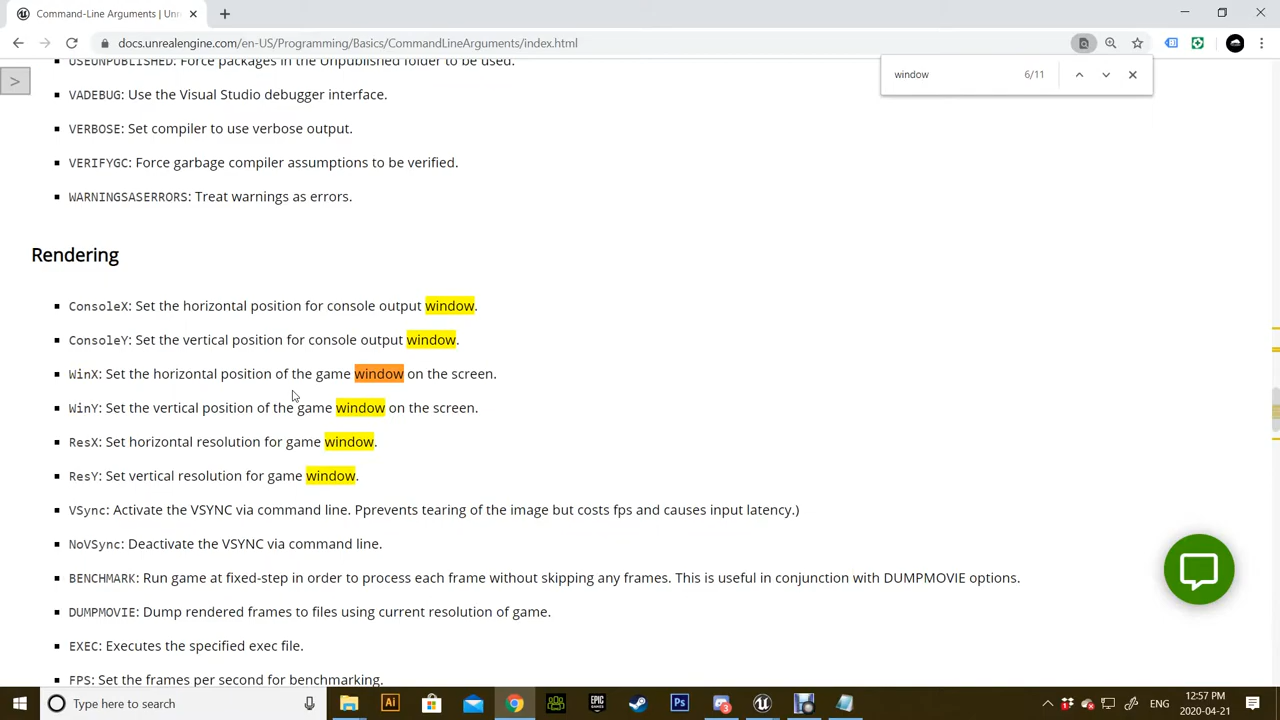 Command-Line Arguments | Unr
docs.unrealengine.com/en-US/Programming/Basics/CommandLineArguments/index.html
window 6/11
>
USEUNPUBLISHED: Force packages in the Unpublished folder to be used.
VADEBUG: Use the Visual Studio debugger interface.
VERBOSE: Set compiler to use verbose output.
VERIFYGC: Force garbage compiler assumptions to be verified.
WARNINGSASERRORS: Treat warnings as errors.
Rendering
ConsoleX: Set the horizontal position for console output window.
ConsoleY: Set the vertical position for console output window.
WinX: Set the horizontal position of the game window on the screen.
WinY: Set the vertical position of the game window on the screen.
ResX: Set horizontal resolution for game window.
ResY: Set vertical resolution for game window.
VSync: Activate the VSYNC via command line. Pprevents tearing of the image but costs fps and causes input latency.)
NoVSync: Deactivate the VSYNC via command line.
BENCHMARK: Run game at fixed-step in order to process each frame without skipping any frames. This is useful in conjunction with DUMPMOVIE options.
DUMPMOVIE: Dump rendered frames to files using current resolution of game.
EXEC: Executes the specified exec file.
FPS: Set the frames per second for benchmarking.
Type here to search
Ai
EPIC GAMES
Ps
3
ENG
12:57 PM
2020-04-21